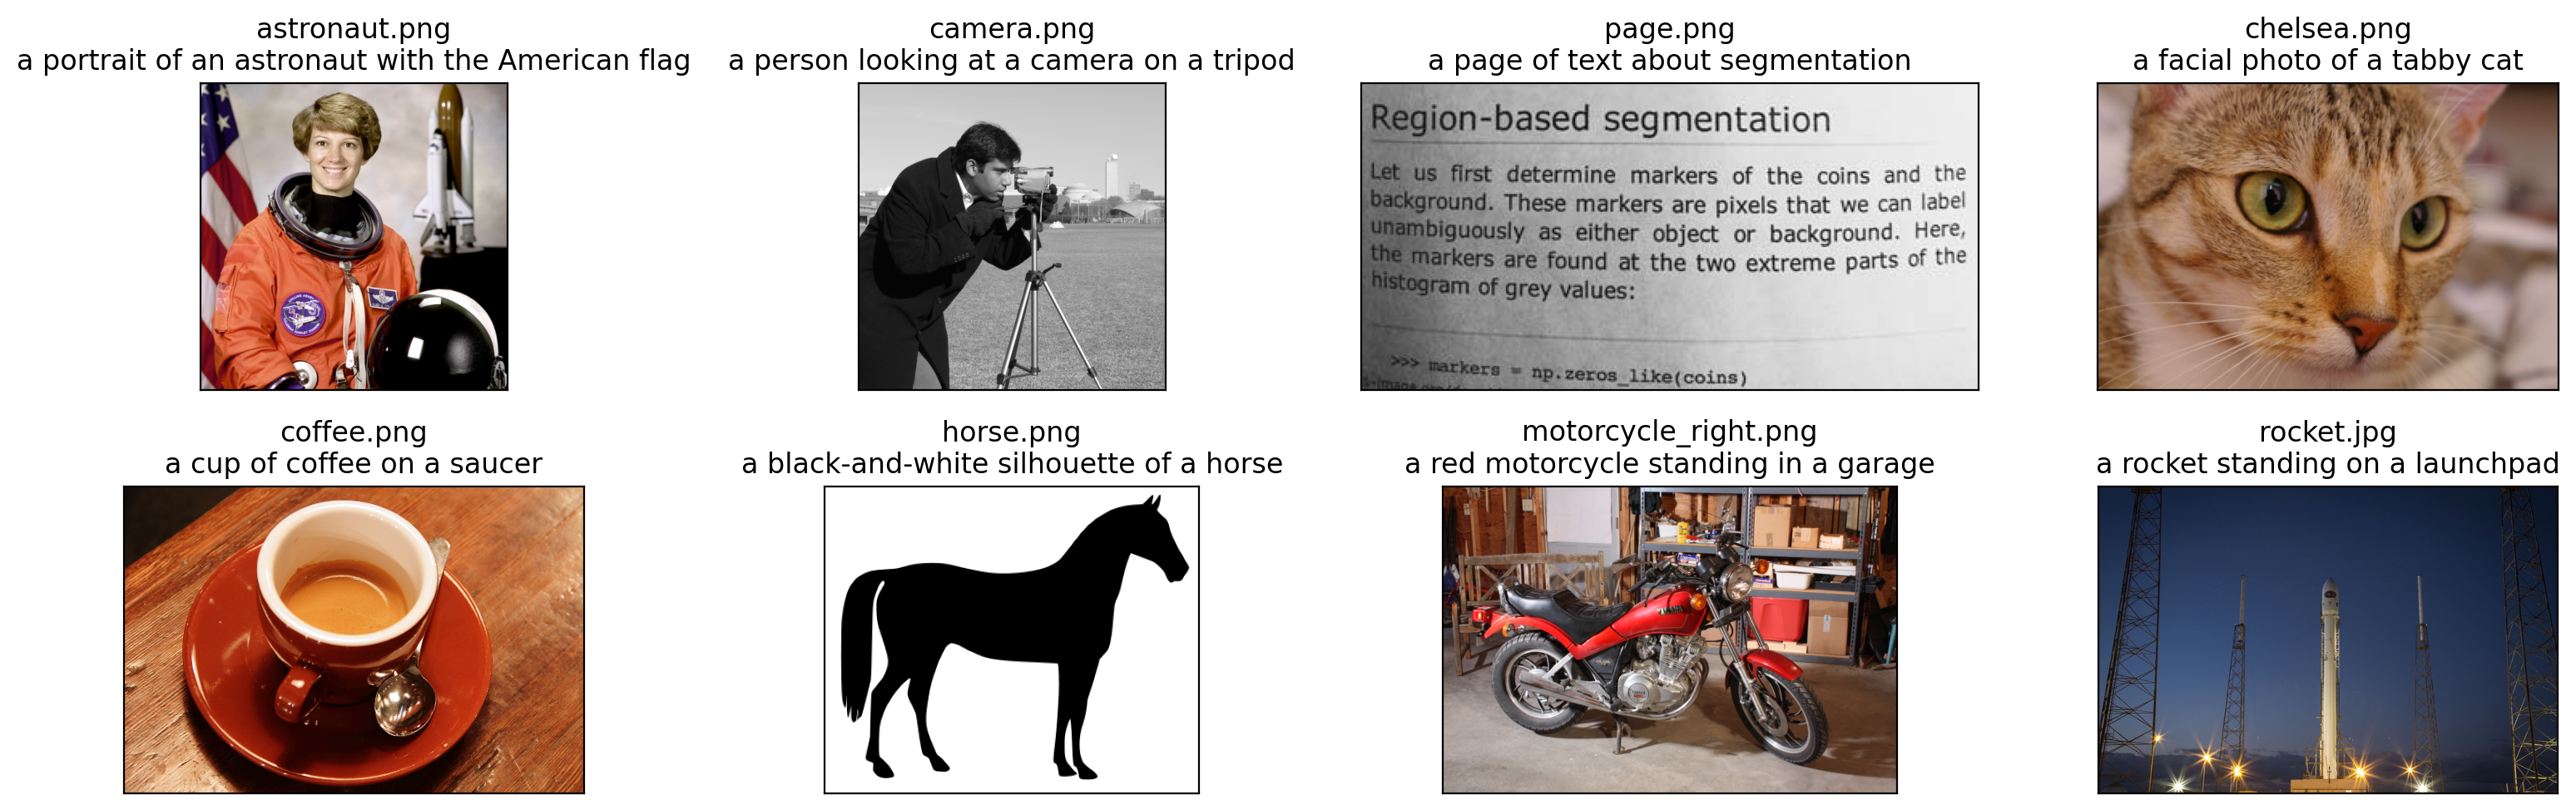 astronaut.png
a portrait of an astronaut with the American flag
camera.png
a person looking at a camera on a tripod
page.png
a page of text about segmentation
chelsea.png
a facial photo of a tabby cat
Region-based segmentation
Let us first determine markers of the coins and the
background. These markers are pixels that we can label
unambiguously as either object or background. Here,
the markers are found at the two extreme parts of the
histogram of grey values:
>>> markers = np.zeros_like(coins)
coffee.png
a cup of coffee on a saucer
horse.png
a black-and-white silhouette of a horse
motorcycle_right.png
a red motorcycle standing in a garage
rocket.jpg
a rocket standing on a launchpad